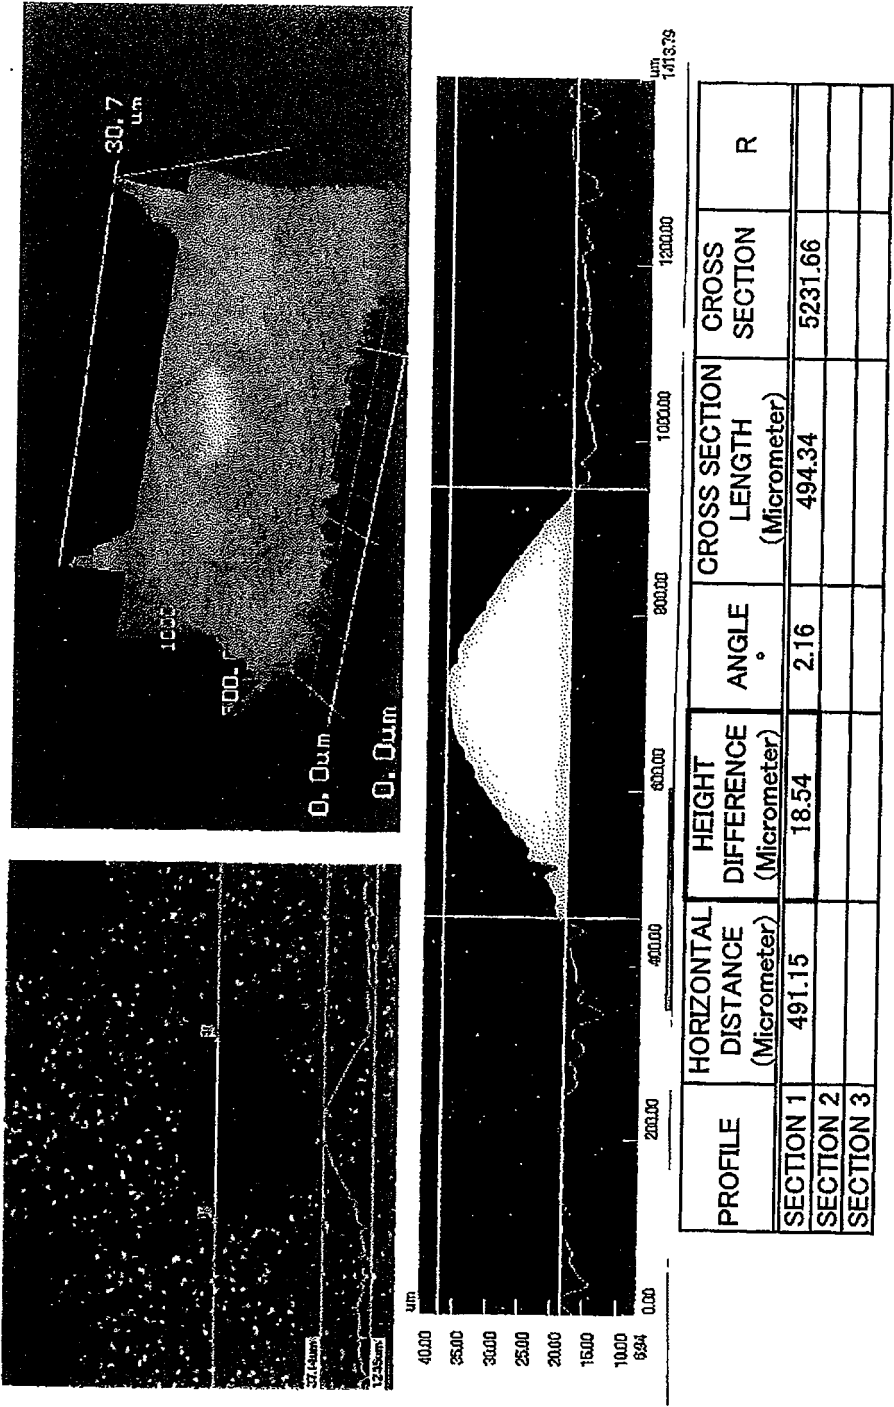 30.7
um
1000
500.
0.0um
0.0um
um
40.00
35.00
30.00
25.00
20.00
15.00
10.00
6.94
0.00
200.00
400.00
600.00
800.00
1000.00
1200.00
um
1413.79
PROFILE HORIZONTAL DISTANCE (Micrometer) HEIGHT DIFFERENCE (Micrometer) ANGLE ° CROSS SECTION LENGTH (Micrometer) CROSS SECTION R
SECTION 1 491.15 18.54 2.16 494.34 5231.66
SECTION 2
SECTION 3